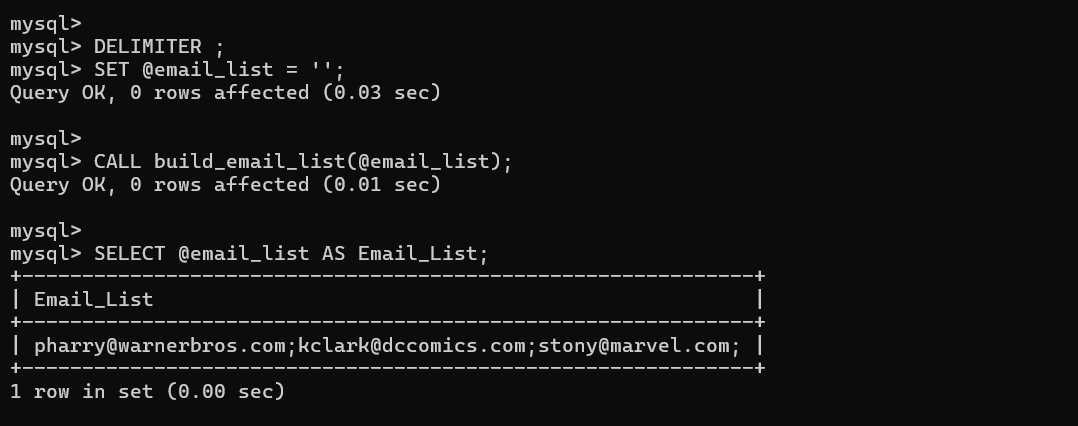 mysql>
mysql> DELIMITER ;
mysql> SET @email_list = '';
Query OK, 0 rows affected (0.03 sec)
mysql>
mysql> CALL build_email_list(@email_list);
Query OK, 0 rows affected (0.01 sec)
mysql>
mysql> SELECT @email_list AS Email_List;
+-------------------------------------------------------------+
| Email_List                                                  |
+-------------------------------------------------------------+
| pharry@warnerbros.com;kclark@dccomics.com;stony@marvel.com; |
+-------------------------------------------------------------+
1 row in set (0.00 sec)